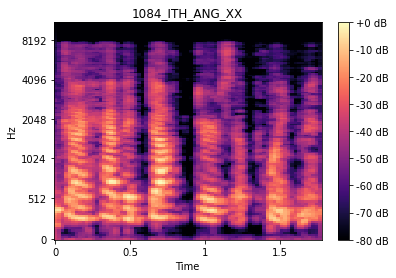 1084_ITH_ANG_XX
+0 dB
8192
-10 dB
4096
-20 dB
-30 dB
2048
Hz
-40 dB
1024
-50 dB
512
-60 dB
-70 dB
0
-80 dB
0
0.5
1
1.5
Time